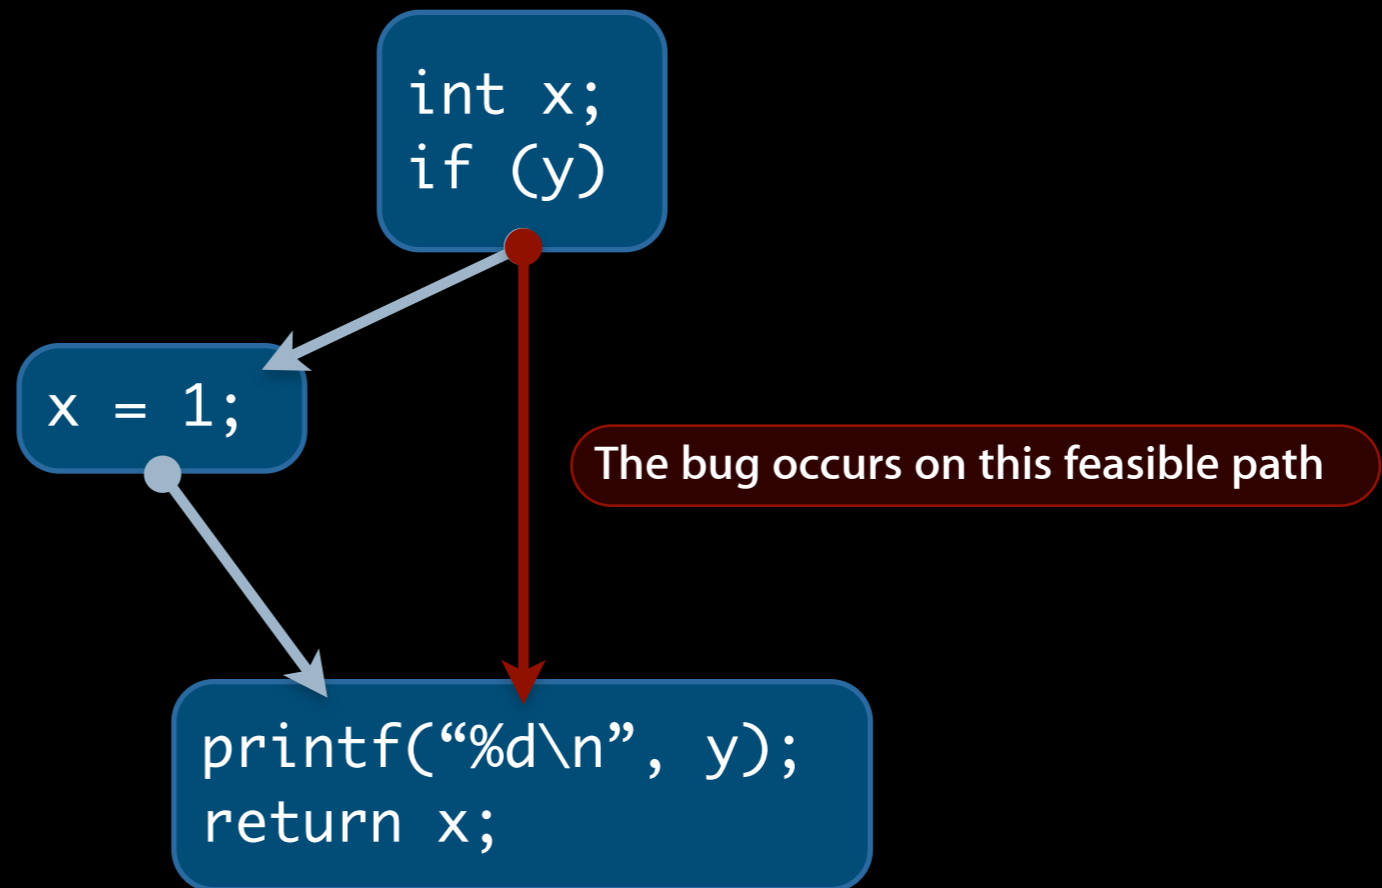 int x;
if (y)
x = 1;
The bug occurs on this feasible path
printf(“%d\n”, y);
return x;